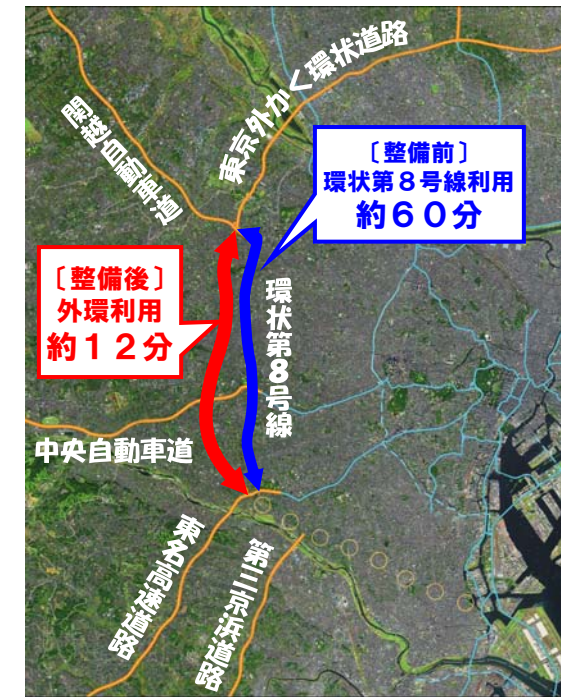 東京外かく環状道路
関越自動車道
〔整備前〕
環状第８号線利用
約６０分
〔整備後〕
外環利用
約１２分
環状第8号線
中央自動車道
東名高速道路
第三京浜道路